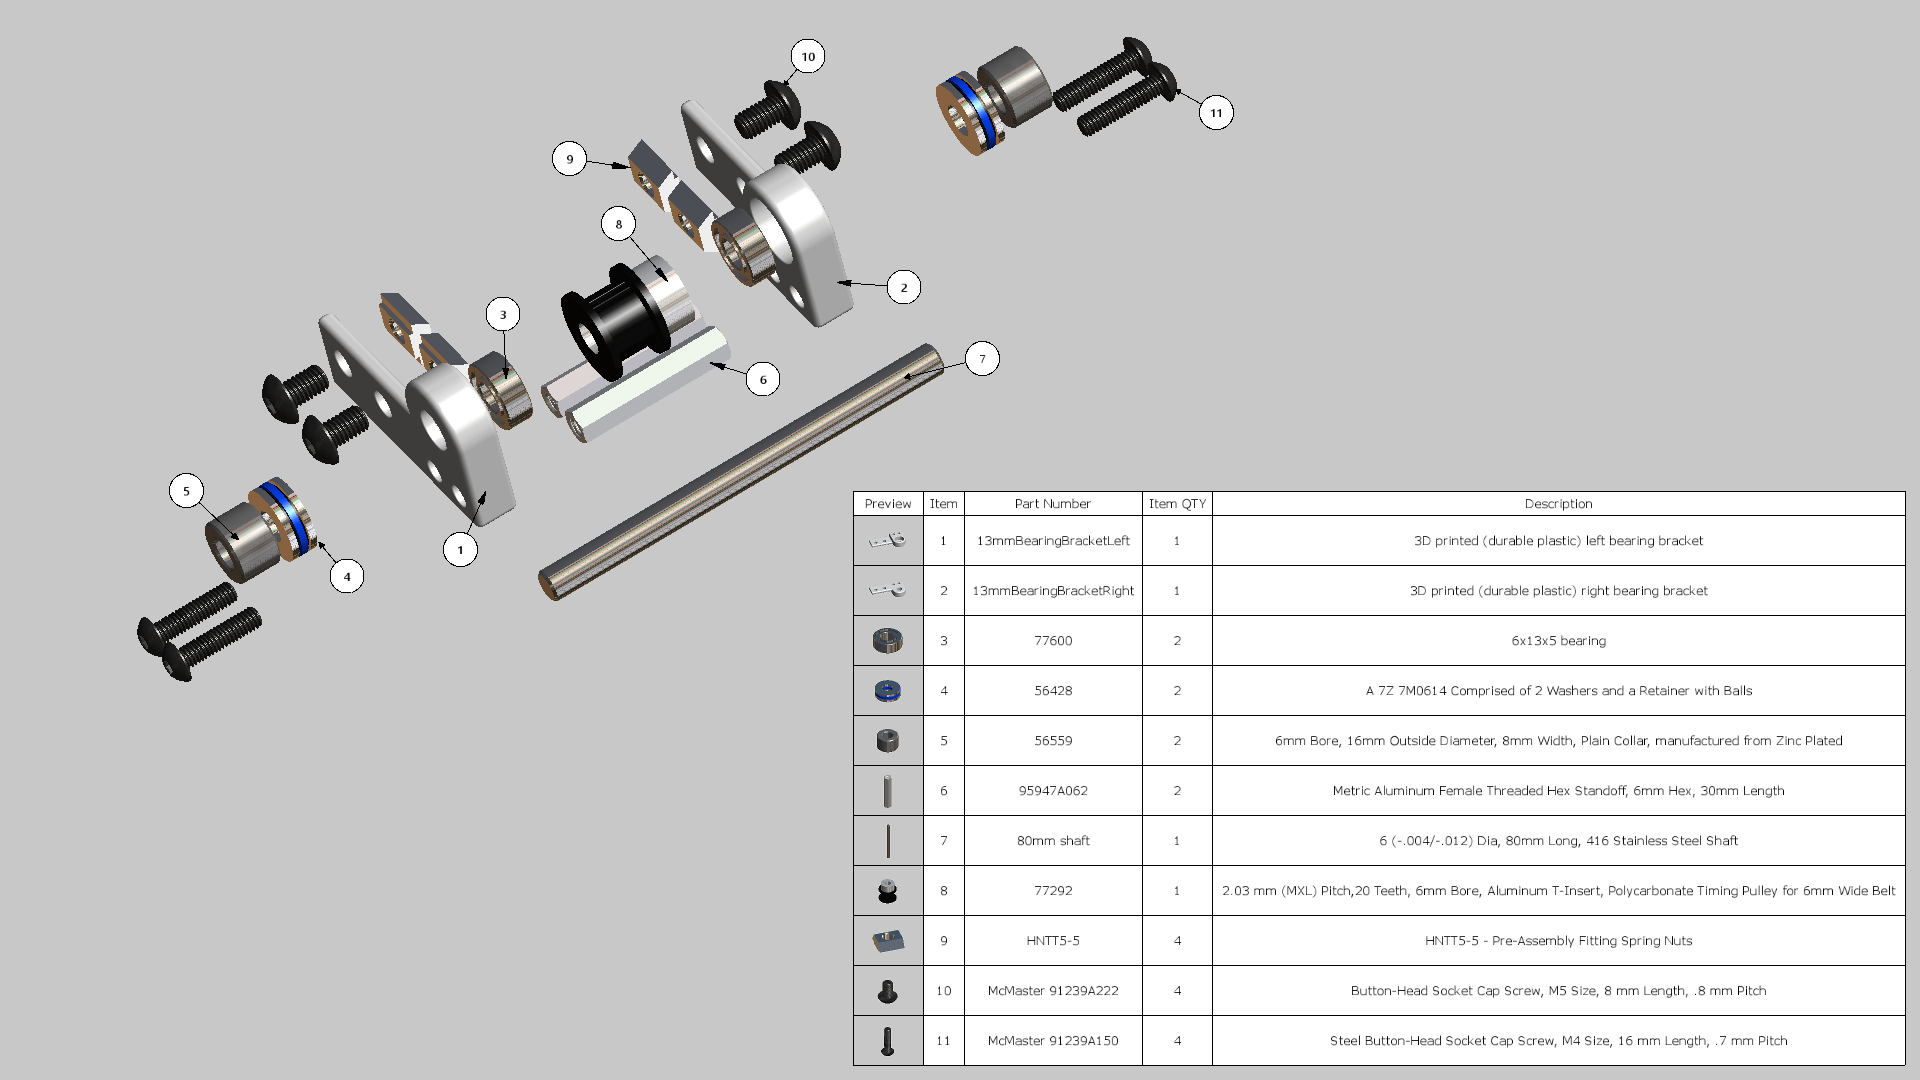 10
11
9
8
2
3
7
6
5
1
4
Preview Item Part Number Item QTY Description
1 13mmBearingBracketLeft 1 3D printed (durable plastic) left bearing bracket
2 13mmBearingBracketRight 1 3D printed (durable plastic) right bearing bracket
3 77600 2 6x13x5 bearing
4 56428 2 A 7Z 7M0614 Comprised of 2 Washers and a Retainer with Balls
5 56559 2 6mm Bore, 16mm Outside Diameter, 8mm Width, Plain Collar, manufactured from Zinc Plated
6 95947A062 2 Metric Aluminum Female Threaded Hex Standoff, 6mm Hex, 30mm Length
7 80mm shaft 1 6 (-.004/-.012) Dia, 80mm Long, 416 Stainless Steel Shaft
8 77292 1 2.03 mm (MXL) Pitch,20 Teeth, 6mm Bore, Aluminum T-Insert, Polycarbonate Timing Pulley for 6mm Wide Belt
9 HNTT5-5 4 HNTT5-5 - Pre-Assembly Fitting Spring Nuts
10 McMaster 91239A222 4 Button-Head Socket Cap Screw, M5 Size, 8 mm Length, .8 mm Pitch
11 McMaster 91239A150 4 Steel Button-Head Socket Cap Screw, M4 Size, 16 mm Length, .7 mm Pitch